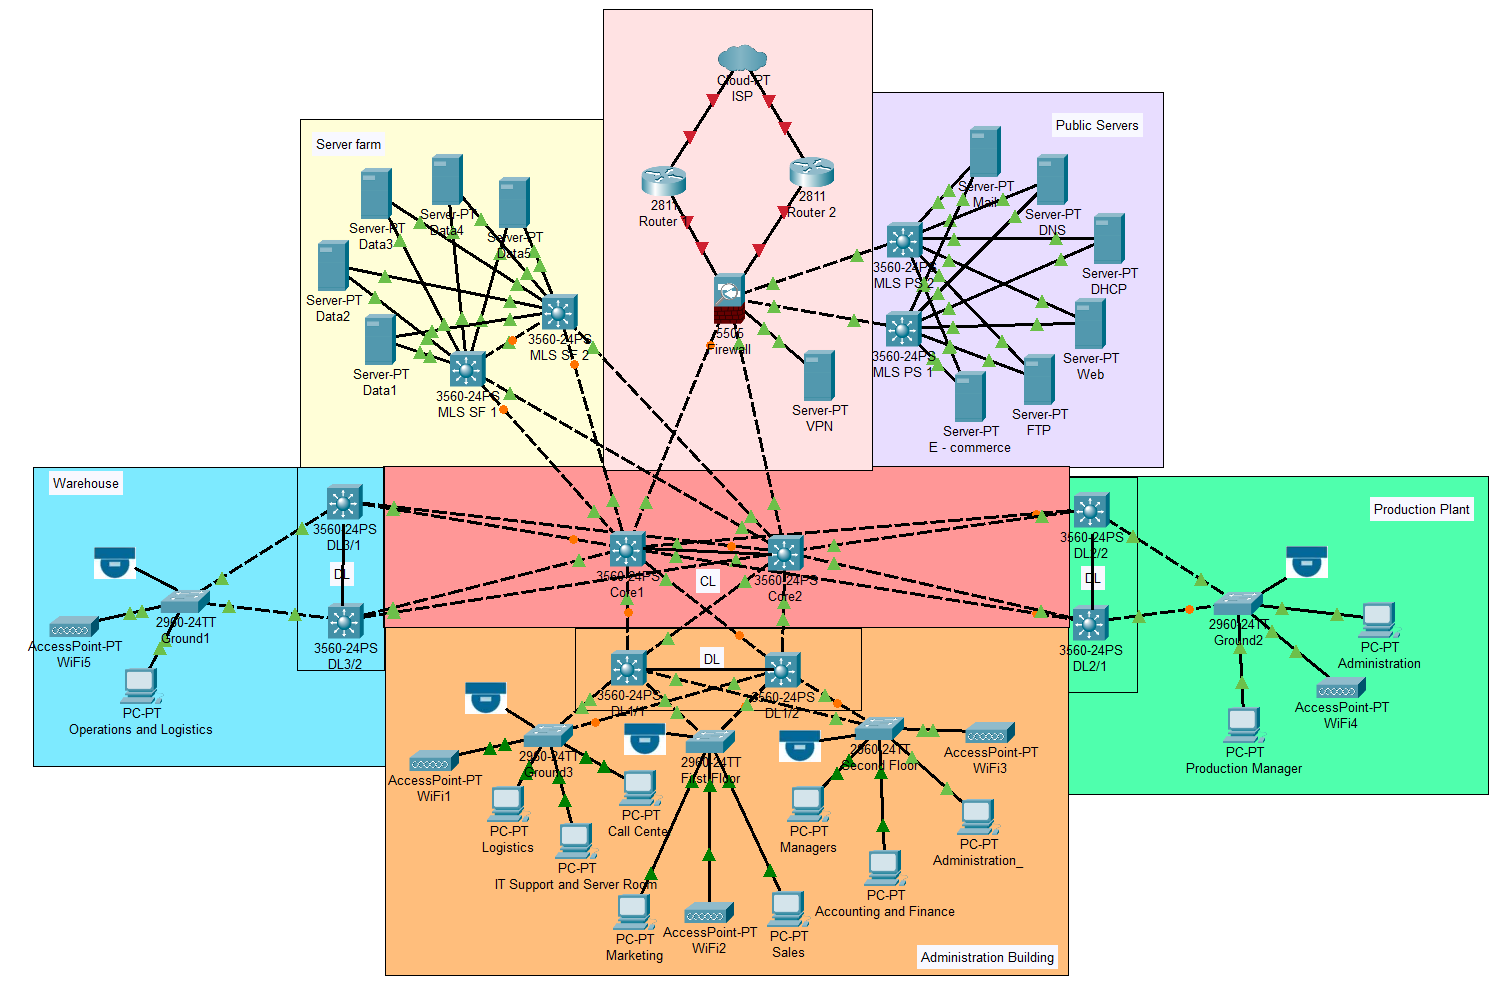 Cloud-PT
ISP
2811
Router
2811
Router 2
5505
Firewall
Server-PT
VPN
Server farm
Server-PT
Data3
Server-PT
Data4
Server-PT
Data5
Server-PT
Data2
Server-PT
Data1
3560-24PS
MLS SF 2
3560-24PS
MLS SF 1
Public Servers
Server-PT
Mail
Server-PT
DNS
Server-PT
DHCP
Server-PT
Web
Server-PT
FTP
Server-PT
E - commerce
3560-24PS
MLS PS 2
3560-24PS
MLS PS 1
Warehouse
3560-24PS
DL3/1
DL
3560-24PS
DL3/2
2960-24TT
Ground1
AccessPoint-PT
WiFi5
PC-PT
Operations and Logistics
3560-24PS
Core1
CL
3560-24PS
Core2
Production Plant
3560-24PS
DL2/2
DL
3560-24PS
DL2/1
2960-24TT
Ground2
PC-PT
Administration
AccessPoint-PT
WiFi4
PC-PT
Production Manager
DL
3560-24PS
DL1/1
3560-24PS
DL1/2
2960-24TT
Ground3
2960-24TT
First Floor
2960-24TT
Second Floor
AccessPoint-PT
WiFi3
AccessPoint-PT
WiFi1
PC-PT
Logistics
PC-PT
Call Center
PC-PT
IT Support and Server Room
PC-PT
Managers
PC-PT
Administration_
PC-PT
Accounting and Finance
PC-PT
Marketing
AccessPoint-PT
WiFi2
PC-PT
Sales
Administration Building